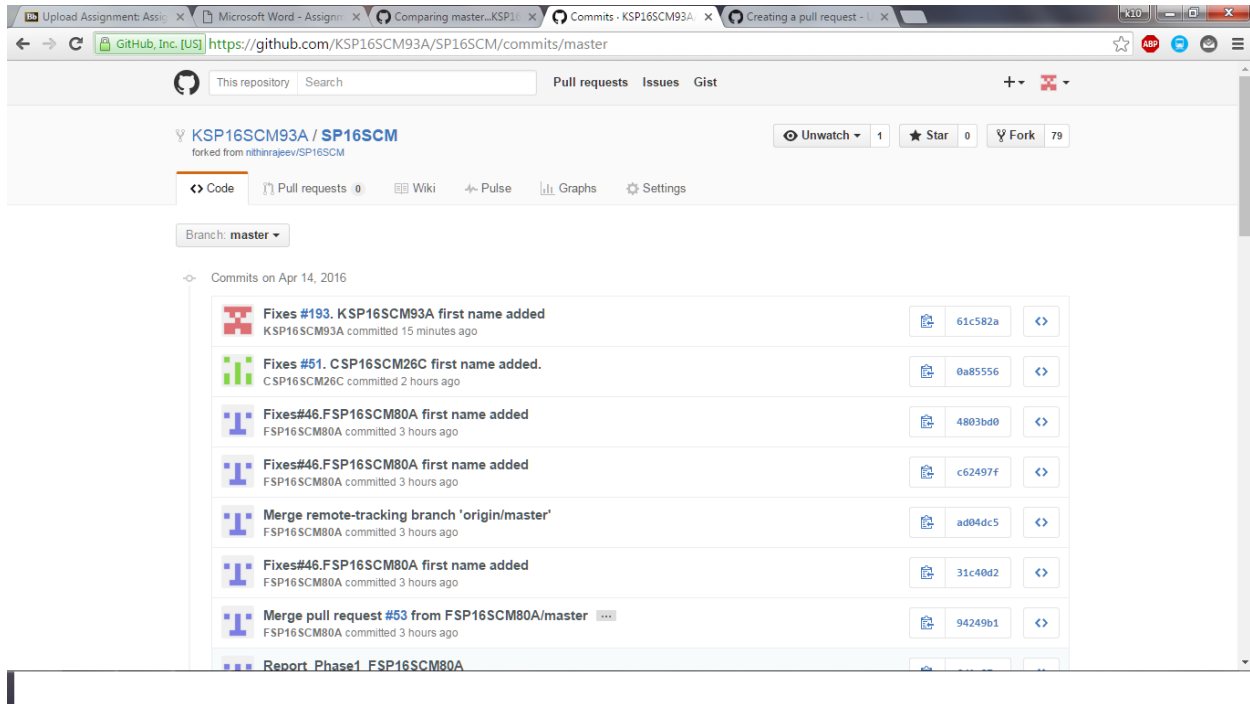 Upload Assignment: Assig
Microsoft Word - Assignm
Comparing master...KSP16
Commits · KSP16SCM93A
Creating a pull request - U
k10
GitHub, Inc. [US] https://github.com/KSP16SCM93A/SP16SCM/commits/master
ABP
This repository Search Pull requests Issues Gist
KSP16SCM93A / SP16SCM
forked from nithinrajeev/SP16SCM
Unwatch 1 Star 0 Fork 79
Code Pull requests 0 Wiki Pulse Graphs Settings
Branch: master
Commits on Apr 14, 2016
Fixes #193. KSP16SCM93A first name added
KSP16SCM93A committed 15 minutes ago
61c582a
Fixes #51. CSP16SCM26C first name added.
CSP16SCM26C committed 2 hours ago
0a85556
Fixes#46.FSP16SCM80A first name added
FSP16SCM80A committed 3 hours ago
4803bd0
Fixes#46.FSP16SCM80A first name added
FSP16SCM80A committed 3 hours ago
c62497f
Merge remote-tracking branch 'origin/master'
FSP16SCM80A committed 3 hours ago
ad04dc5
Fixes#46.FSP16SCM80A first name added
FSP16SCM80A committed 3 hours ago
31c40d2
Merge pull request #53 from FSP16SCM80A/master ...
FSP16SCM80A committed 3 hours ago
94249b1
Report_Phase1_FSP16SCM80A